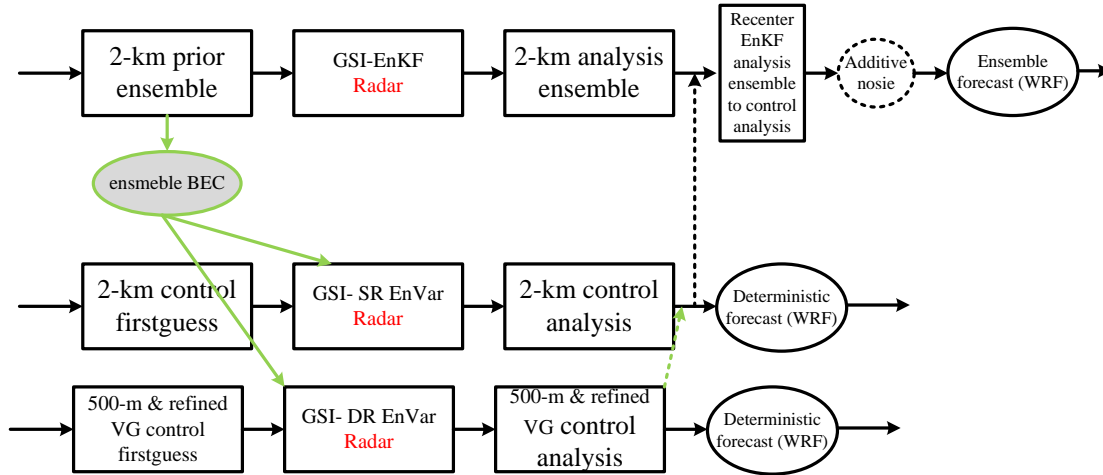 2-km prior
ensemble
GSI-EnKF
Radar
2-km analysis
ensemble
Recenter
EnKF
analysis
ensemble
to control
analysis
Additive
nosie
Ensemble
forecast (WRF)
ensmeble BEC
2-km control
firstguess
GSI- SR EnVar
Radar
2-km control
analysis
Deterministic
forecast (WRF)
500-m & refined
VG control
firstguess
GSI- DR EnVar
Radar
500-m & refined
VG control
analysis
Deterministic
forecast (WRF)